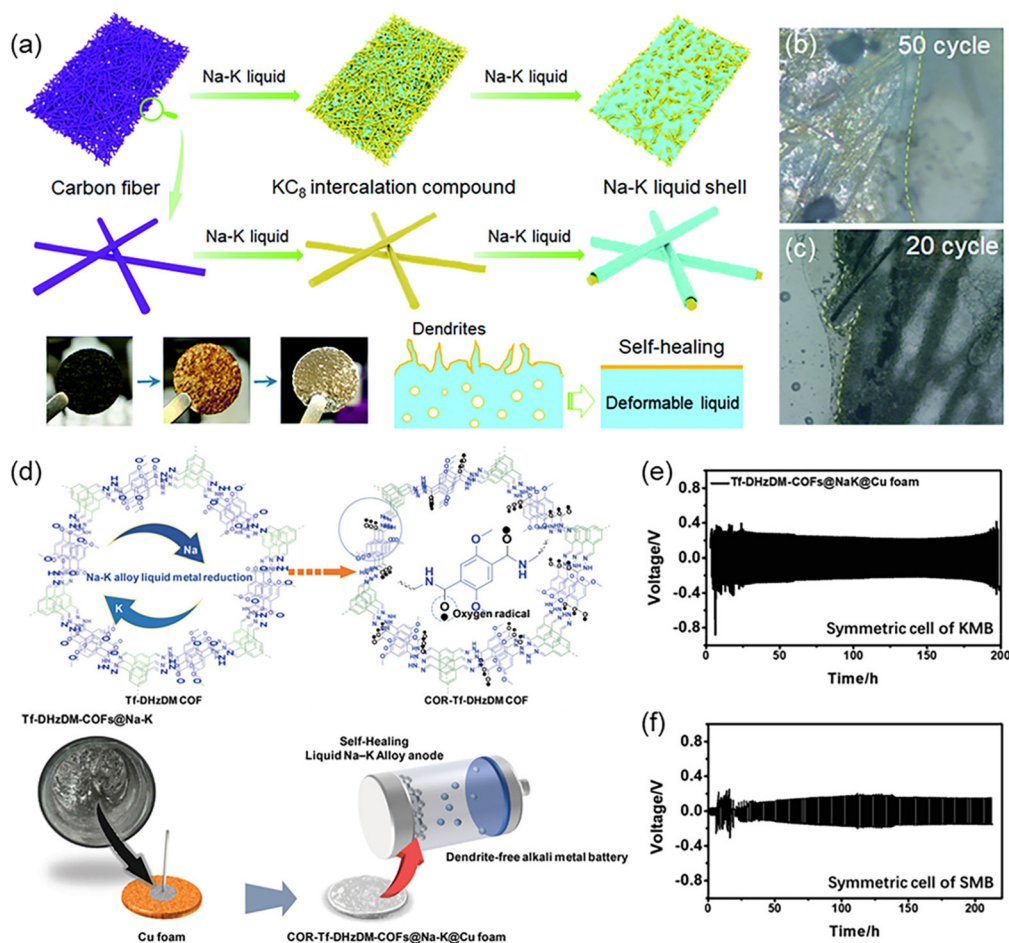 (a)
Na-K liquid
Na-K liquid
Carbon fiber
KC8 intercalation compound
Na-K liquid shell
Na-K liquid
Na-K liquid
Dendrites
Self-healing
Deformable liquid
(b)
50 cycle
(c)
20 cycle
(d)
Na
Na-K alloy liquid metal reduction
K
Tf-DHzDM COF
Oxygen radical
COR-Tf-DHzDM COF
Tf-DHzDM-COFs@Na-K
Cu foam
Self-Healing
Liquid Na–K Alloy anode
Dendrite-free alkali metal battery
COR-Tf-DHzDM-COFs@Na-K@Cu foam
(e)
Tf-DHzDM-COFs@NaK@Cu foam
Voltage/V
0.8
0.4
0.0
-0.4
-0.8
Symmetric cell of KMB
0 50 100 150 200
Time/h
(f)
Voltage/V
0.8
0.4
0.0
-0.4
-0.8
Symmetric cell of SMB
0 50 100 150 200
Time/h